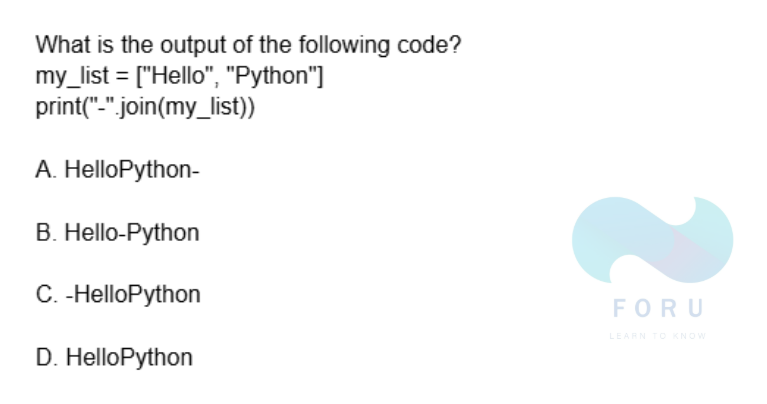 What is the output of the following code?
my_list = ["Hello", "Python"]
print("-".join(my_list))
A. HelloPython-
B. Hello-Python
C. -HelloPython
D. HelloPython
FORU
LEARN TO KNOW